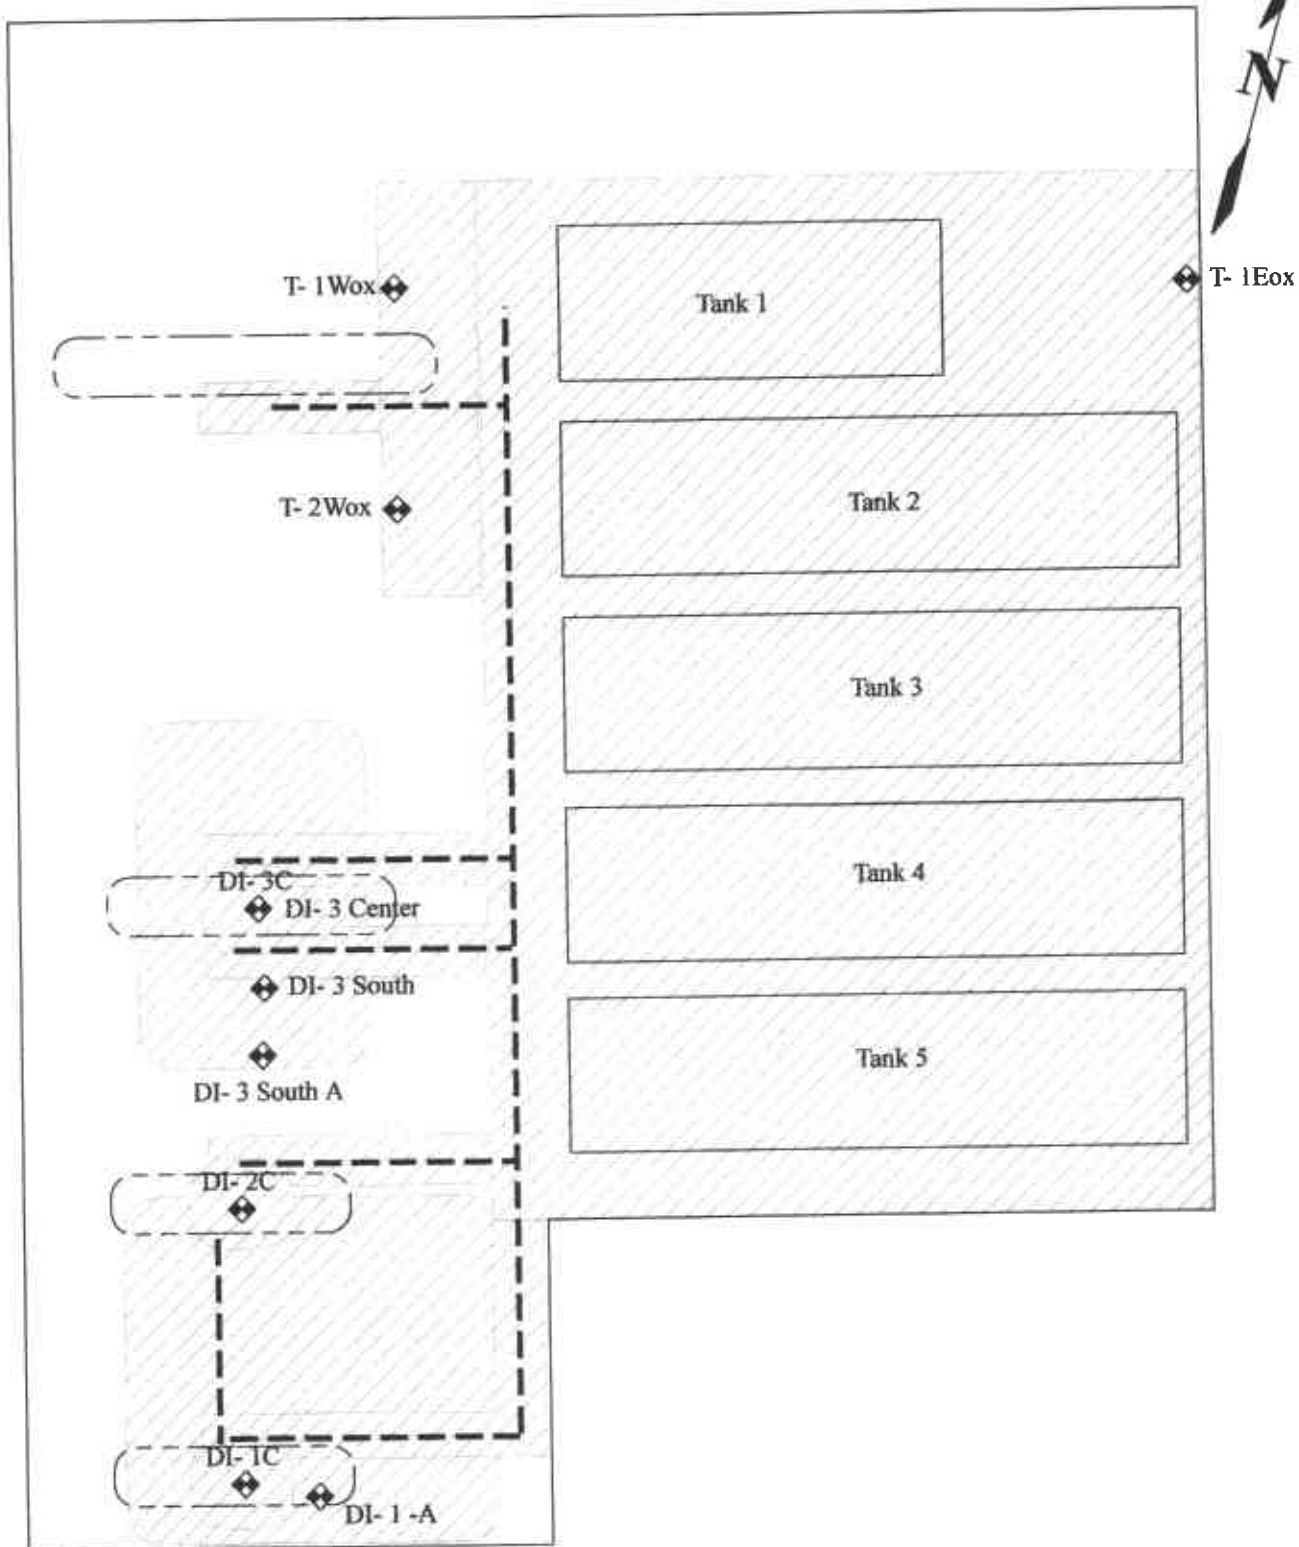 N
T- 1Eox
T- 1Wox
Tank 1
T- 2Wox
Tank 2
Tank 3
Tank 4
DI- 3C
DI- 3 Center
DI- 3 South
DI- 3 South A
Tank 5
DI- 2C
DI- 1C
DI- 1 -A